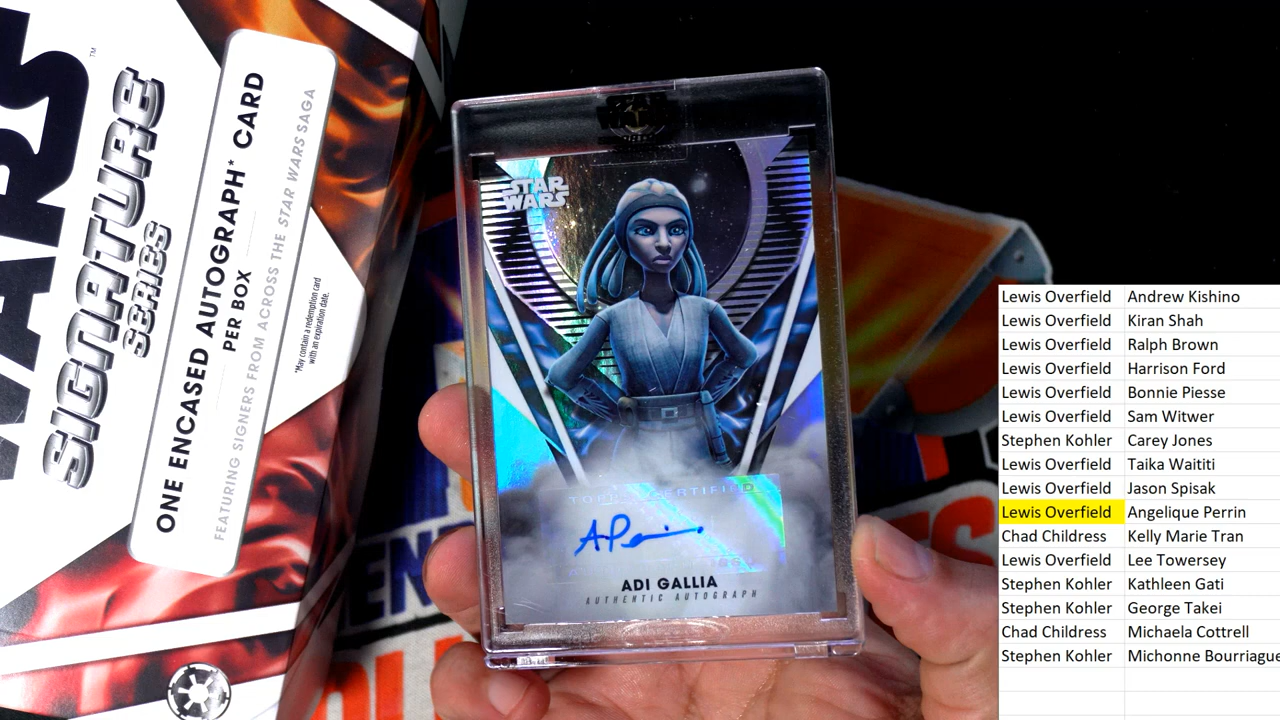 WARS
™
SIGNATURE
SERIES
ONE ENCASED AUTOGRAPH* CARD
PER BOX
FEATURING SIGNERS FROM ACROSS THE STAR WARS SAGA
*May contain a redemption card
with an expiration date.
STAR
WARS
STAR
WARS
TOPPS CERTIFIED
ADI GALLIA
AUTHENTIC AUTOGRAPH
Lewis Overfield Andrew Kishino
Lewis Overfield Kiran Shah
Lewis Overfield Ralph Brown
Lewis Overfield Harrison Ford
Lewis Overfield Bonnie Piesse
Lewis Overfield Sam Witwer
Stephen Kohler Carey Jones
Lewis Overfield Taika Waititi
Lewis Overfield Jason Spisak
Lewis Overfield Angelique Perrin
Chad Childress Kelly Marie Tran
Lewis Overfield Lee Towersey
Stephen Kohler Kathleen Gati
Stephen Kohler George Takei
Chad Childress Michaela Cottrell
Stephen Kohler Michonne Bourriague